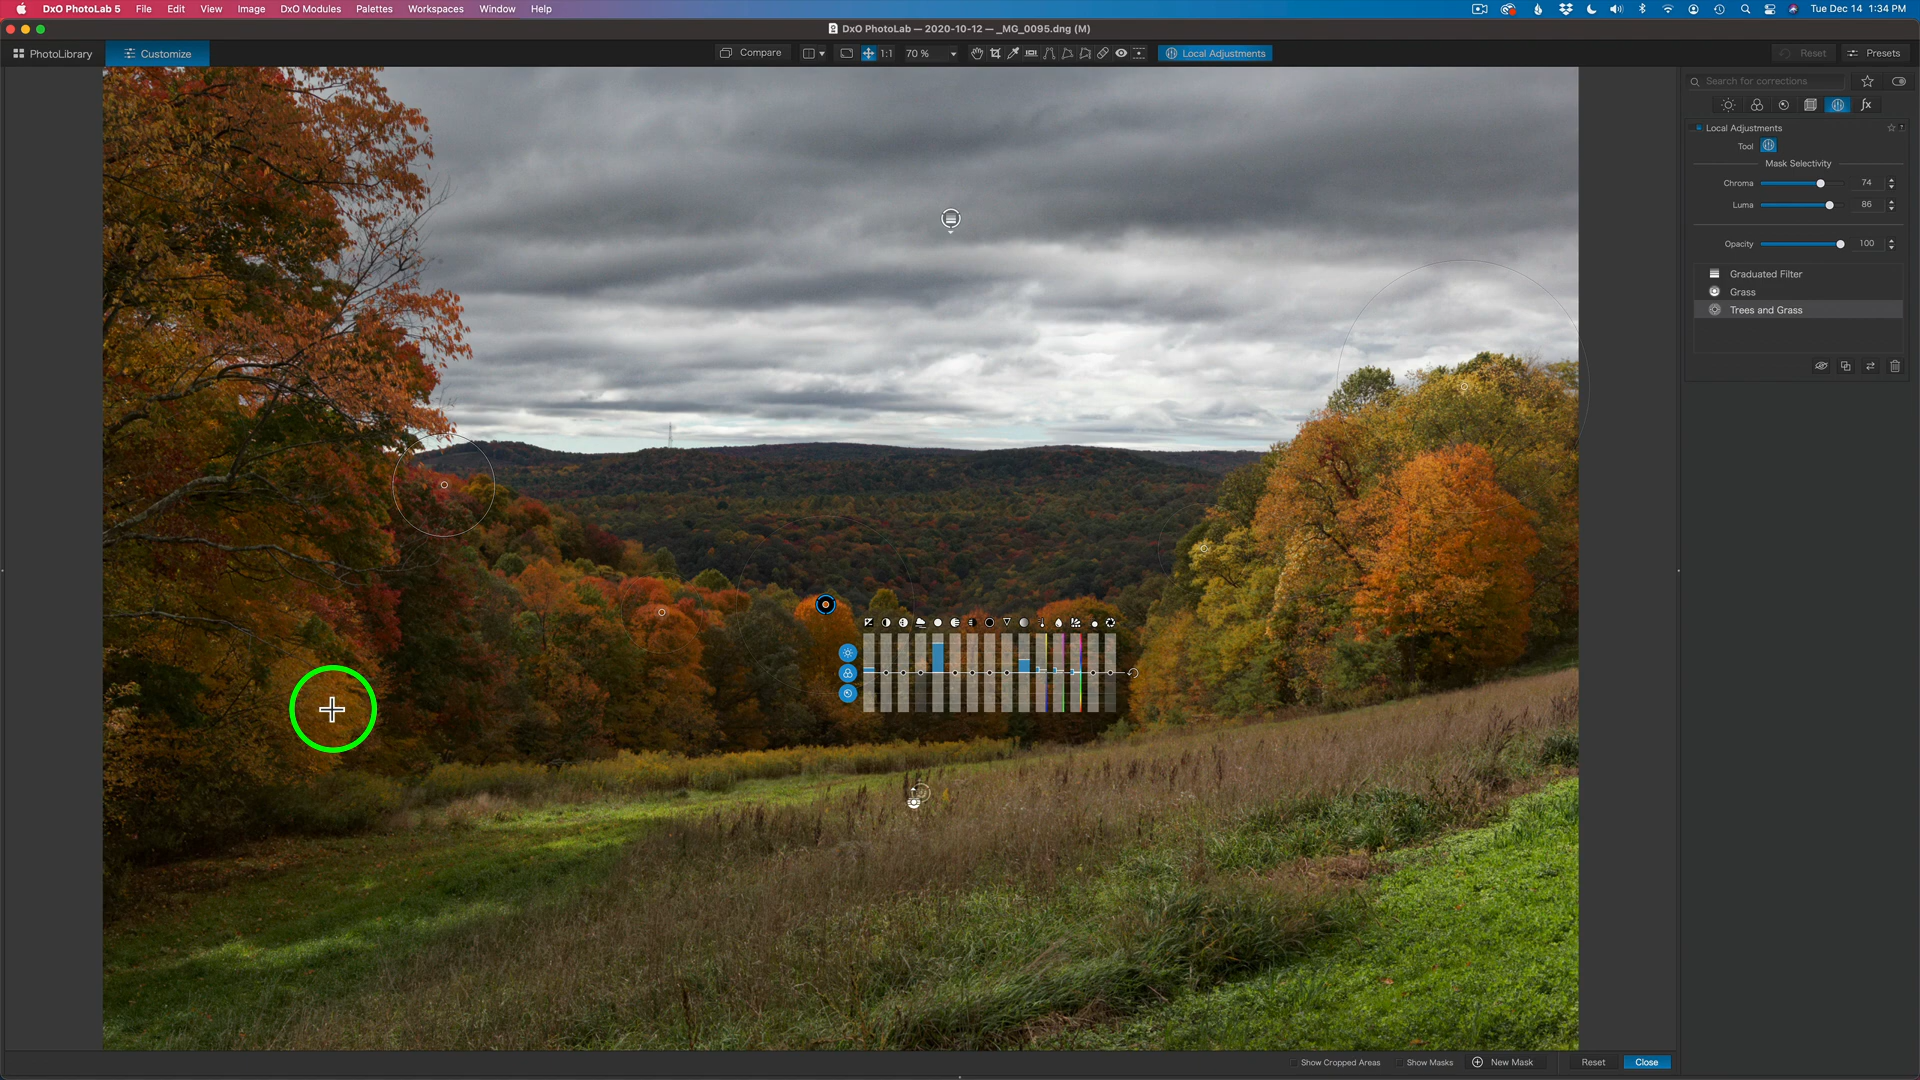 DxO PhotoLab 5 File Edit View Image DxO Modules Palettes Workspaces Window Help Tue Dec 14 1:34 PM
DxO PhotoLab — 2020-10-12 — _MG_0095.dng (M)
PhotoLibrary Customize Compare 1:1 70 % Local Adjustments Reset Presets
Search for corrections
fx
Local Adjustments
Tool
Mask Selectivity
Chroma 74
Luma 86
Opacity 100
Graduated Filter
Grass
Trees and Grass
Show Cropped Areas Show Masks New Mask Reset Close